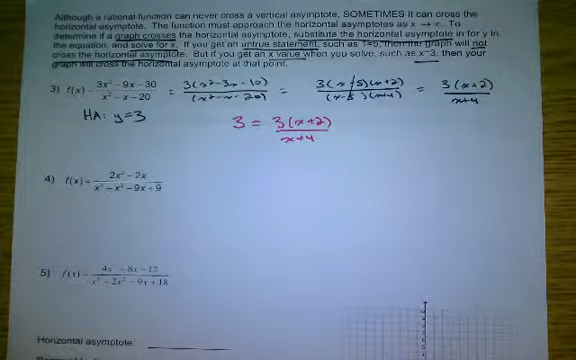 Although a rational function can never cross a vertical asymptote, SOMETIMES it can cross the
horizontal asymptote. The function must approach the horizontal asymptotes as x → ∞. To
determine if a graph crosses the horizontal asymptote, substitute the horizontal asymptote in for y in
the equation, and solve for x. If you get an untrue statement, such as 1=5, then the graph will not
cross the horizontal asymptote. But if you get an x value when you solve, such as x=3, then your
graph will cross the horizontal asymptote at that point.
3) f(x) = (3x² - 9x - 30)/(x² - x - 20) = 3(x²-3x-10)/(x²-x-20) = 3(x-5)(x+2)/(x-5)(x+4) = 3(x+2)/x+4
HA: y=3
3 = 3(x+2)/x+4
4) f(x) = (2x² - 2x)/(x³ - x² - 9x + 9)
5) f(x) = (4x - 8x - 12)/(x³ - 2x² - 9x + 18)
Horizontal asymptote: